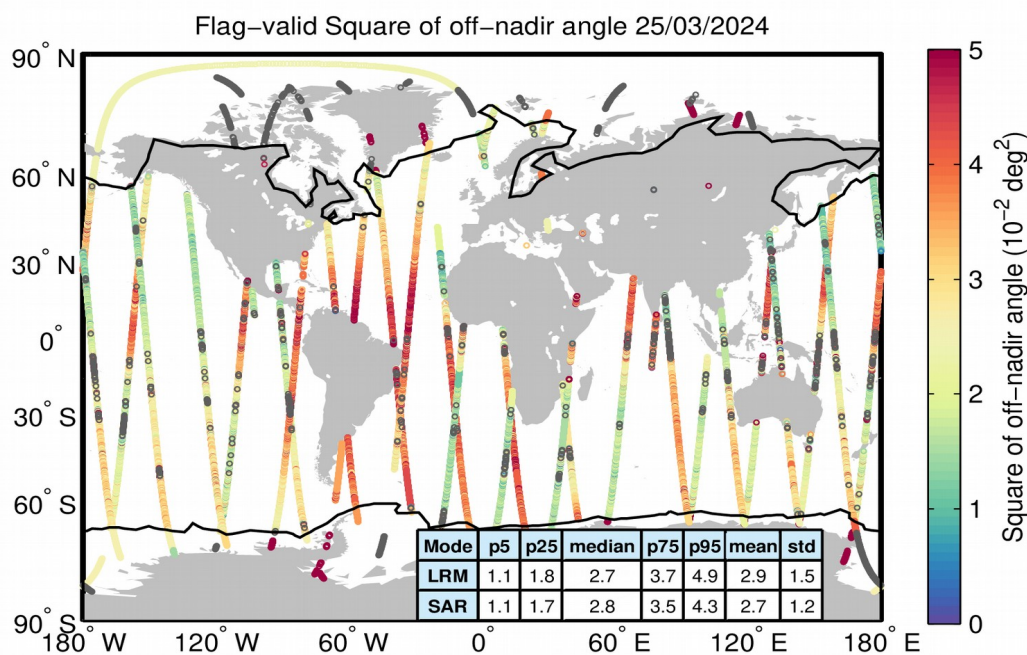 Flag-valid Square of off-nadir angle 25/03/2024
90° N
60° N
30° N
0°
30° S
60° S
90° S
180° W
120° W
60° W
0°
60° E
120° E
180° E
Mode p5 p25 median p75 p95 mean std
LRM 1.1 1.8 2.7 3.7 4.9 2.9 1.5
SAR 1.1 1.7 2.8 3.5 4.3 2.7 1.2
5
4
3
2
1
0
Square of off-nadir angle (10⁻² deg²)